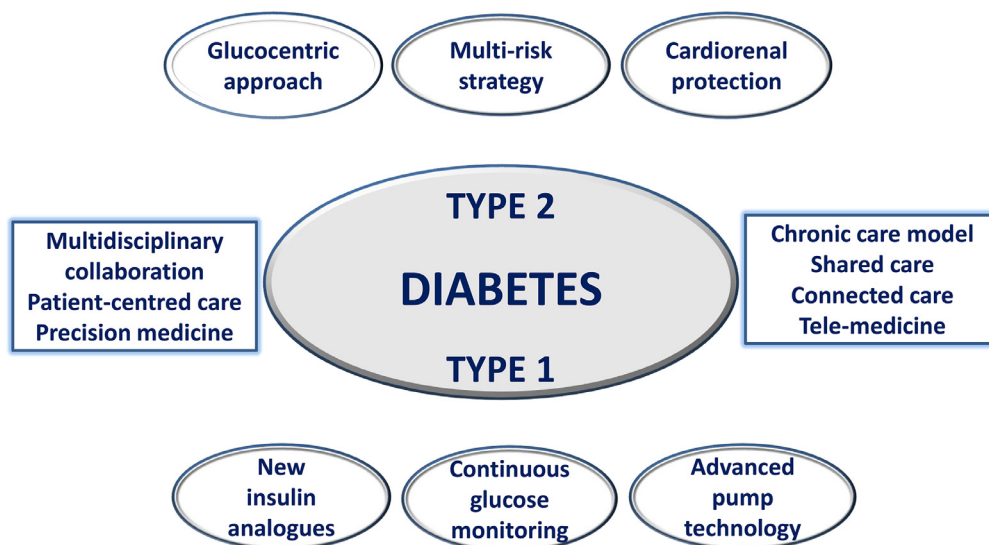 Glucocentric
approach
Multi-risk
strategy
Cardiorenal
protection
TYPE 2
DIABETES
TYPE 1
Multidisciplinary
collaboration
Patient-centred care
Precision medicine
Chronic care model
Shared care
Connected care
Tele-medicine
New
insulin
analogues
Continuous
glucose
monitoring
Advanced
pump
technology